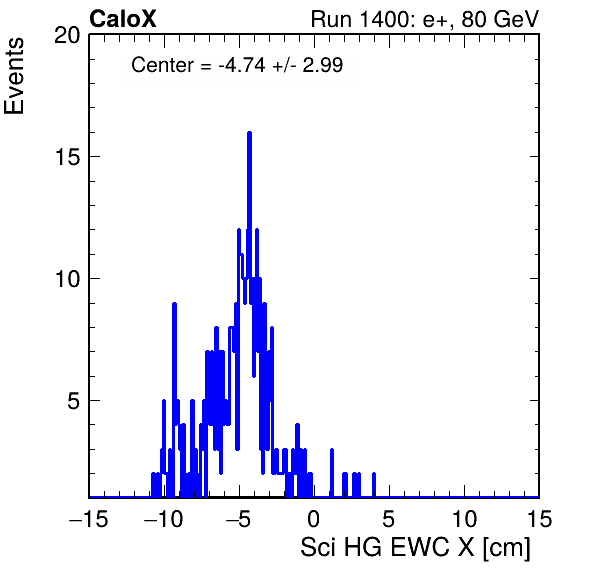 CaloX Run 1400: e+, 80 GeV
Center = -4.74 +/- 2.99
Events
20
15
10
5
−15 −10 −5 0 5 10 15
Sci HG EWC X [cm]